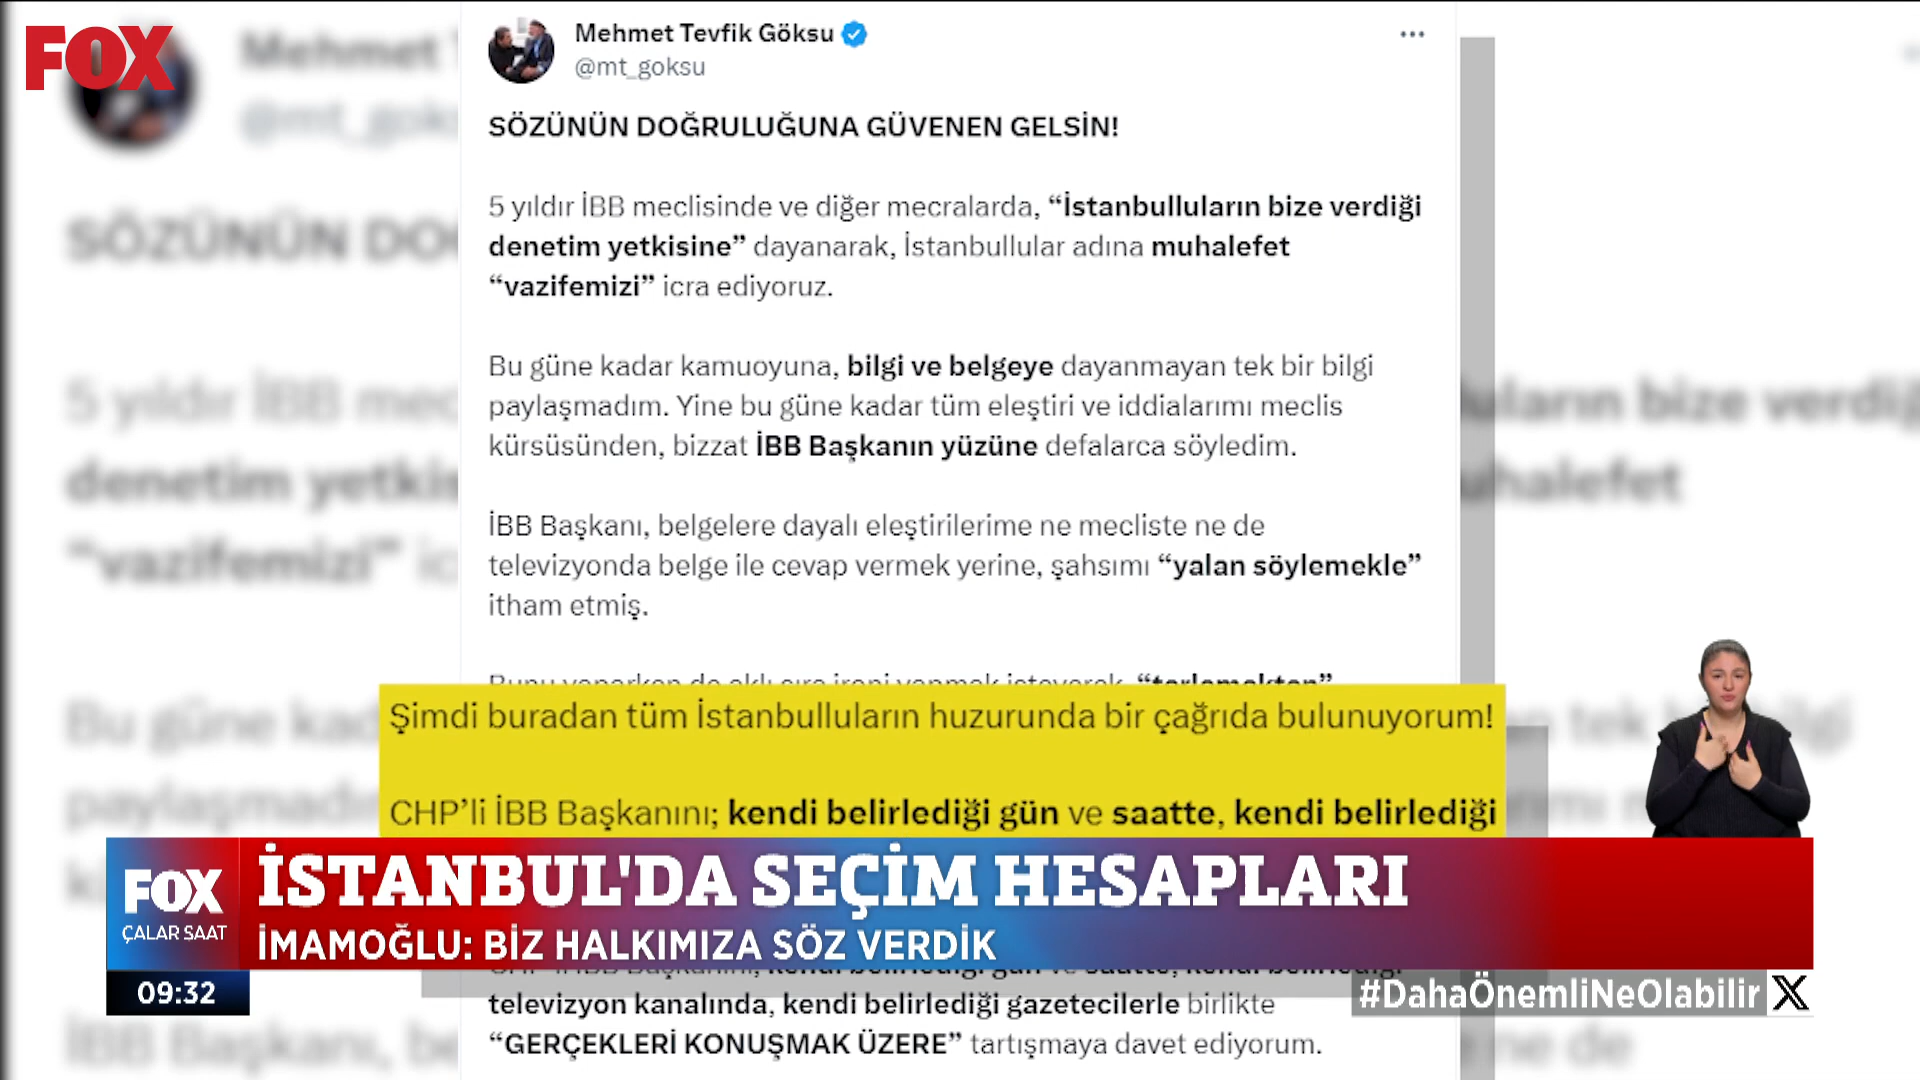 FOX
Mehmet Tevfik Göksu
@mt_goksu
SÖZÜNÜN DOĞRULUĞUNA GÜVENEN GELSİN!
5 yıldır İBB meclisinde ve diğer mecralarda, “İstanbulluların bize verdiği
denetim yetkisine” dayanarak, İstanbullular adına muhalefet
“vazifemizi” icra ediyoruz.
Bu güne kadar kamuoyuna, bilgi ve belgeye dayanmayan tek bir bilgi
paylaşmadım. Yine bu güne kadar tüm eleştiri ve iddialarımı meclis
kürsüsünden, bizzat İBB Başkanın yüzüne defalarca söyledim.
İBB Başkanı, belgelere dayalı eleştirilerime ne mecliste ne de
televizyonda belge ile cevap vermek yerine, şahsımı “yalan söylemekle”
itham etmiş.
Şimdi buradan tüm İstanbulluların huzurunda bir çağrıda bulunuyorum!
CHP’li İBB Başkanını; kendi belirlediği gün ve saatte, kendi belirlediği
FOX
ÇALAR SAAT
İSTANBUL'DA SEÇİM HESAPLARI
İMAMOĞLU: BİZ HALKIMIZA SÖZ VERDİK
09:32
#DahaÖnemliNeOlabilir X
televizyon kanalında, kendi belirlediği gazetecilerle birlikte
“GERÇEKLERİ KONUŞMAK ÜZERE” tartışmaya davet ediyorum.